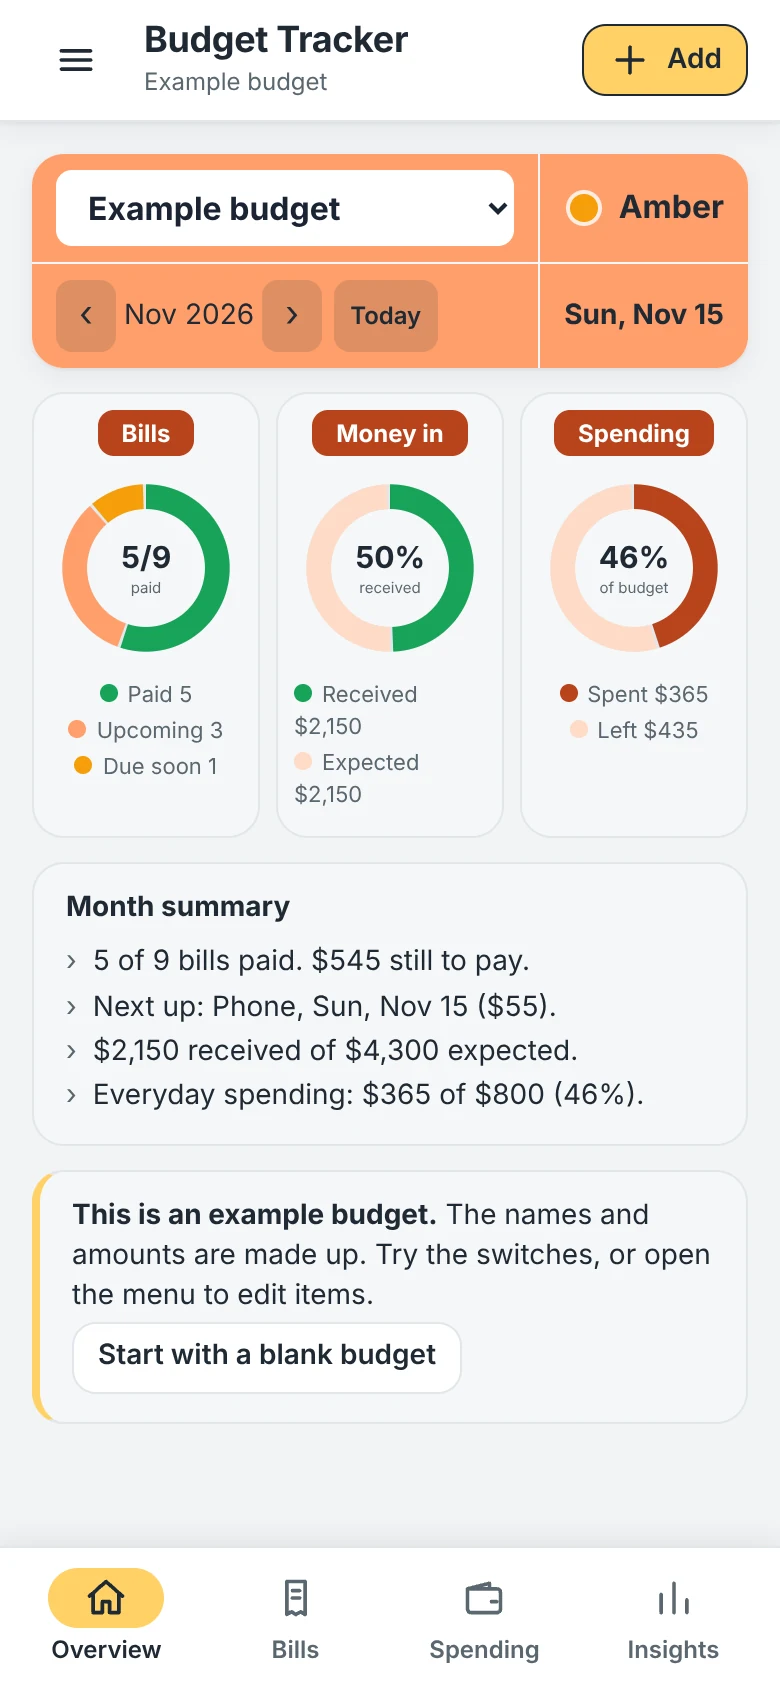 Budget Tracker
Example budget
Add
Example budget
Amber
‹ Nov 2026 › Today
Sun, Nov 15
Bills
5/9
paid
Paid 5
Upcoming 3
Due soon 1
Money in
50%
received
Received
$2,150
Expected
$2,150
Spending
46%
of budget
Spent $365
Left $435
Month summary
› 5 of 9 bills paid. $545 still to pay.
› Next up: Phone, Sun, Nov 15 ($55).
› $2,150 received of $4,300 expected.
› Everyday spending: $365 of $800 (46%).
This is an example budget. The names and
amounts are made up. Try the switches, or open
the menu to edit items.
Start with a blank budget
Overview
Bills
Spending
Insights